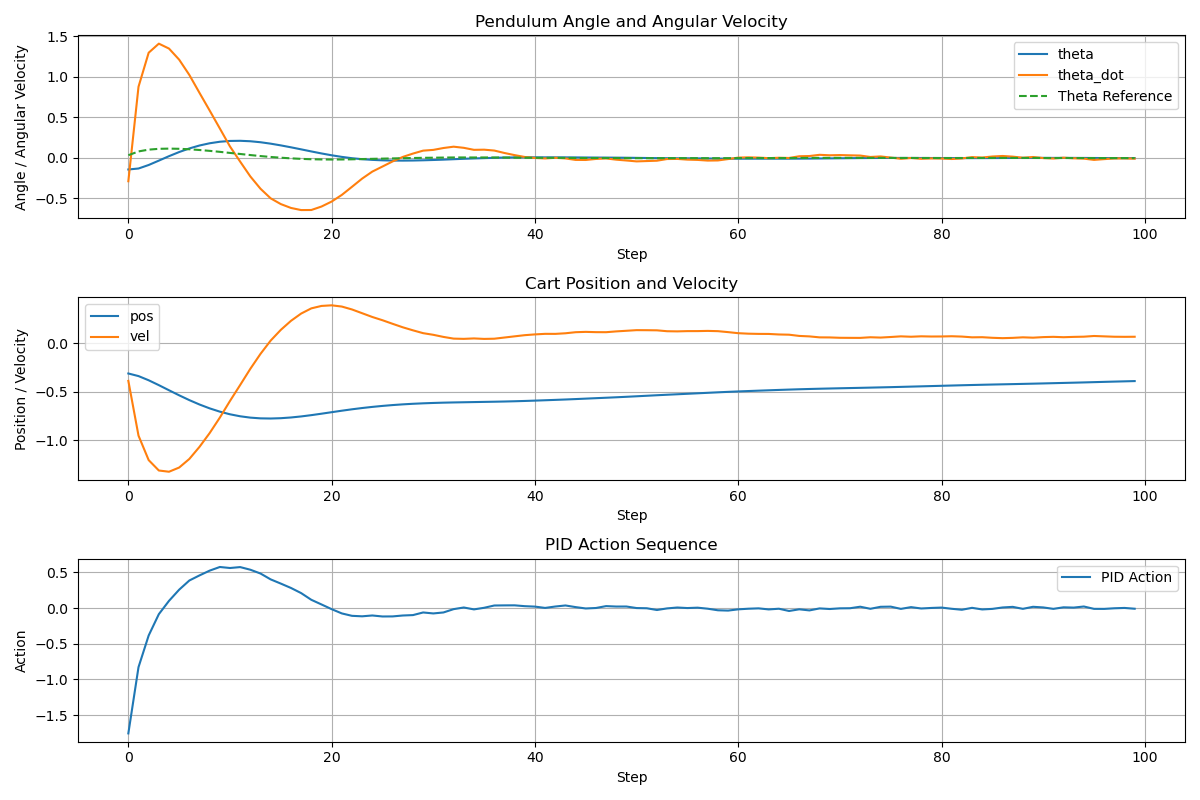 Pendulum Angle and Angular Velocity
Angle / Angular Velocity
1.5
1.0
0.5
0.0
−0.5
theta
theta_dot
Theta Reference
0 20 40 60 80 100
Step
Cart Position and Velocity
Position / Velocity
0.0
−0.5
−1.0
pos
vel
0 20 40 60 80 100
Step
PID Action Sequence
Action
0.5
0.0
−0.5
−1.0
−1.5
PID Action
0 20 40 60 80 100
Step